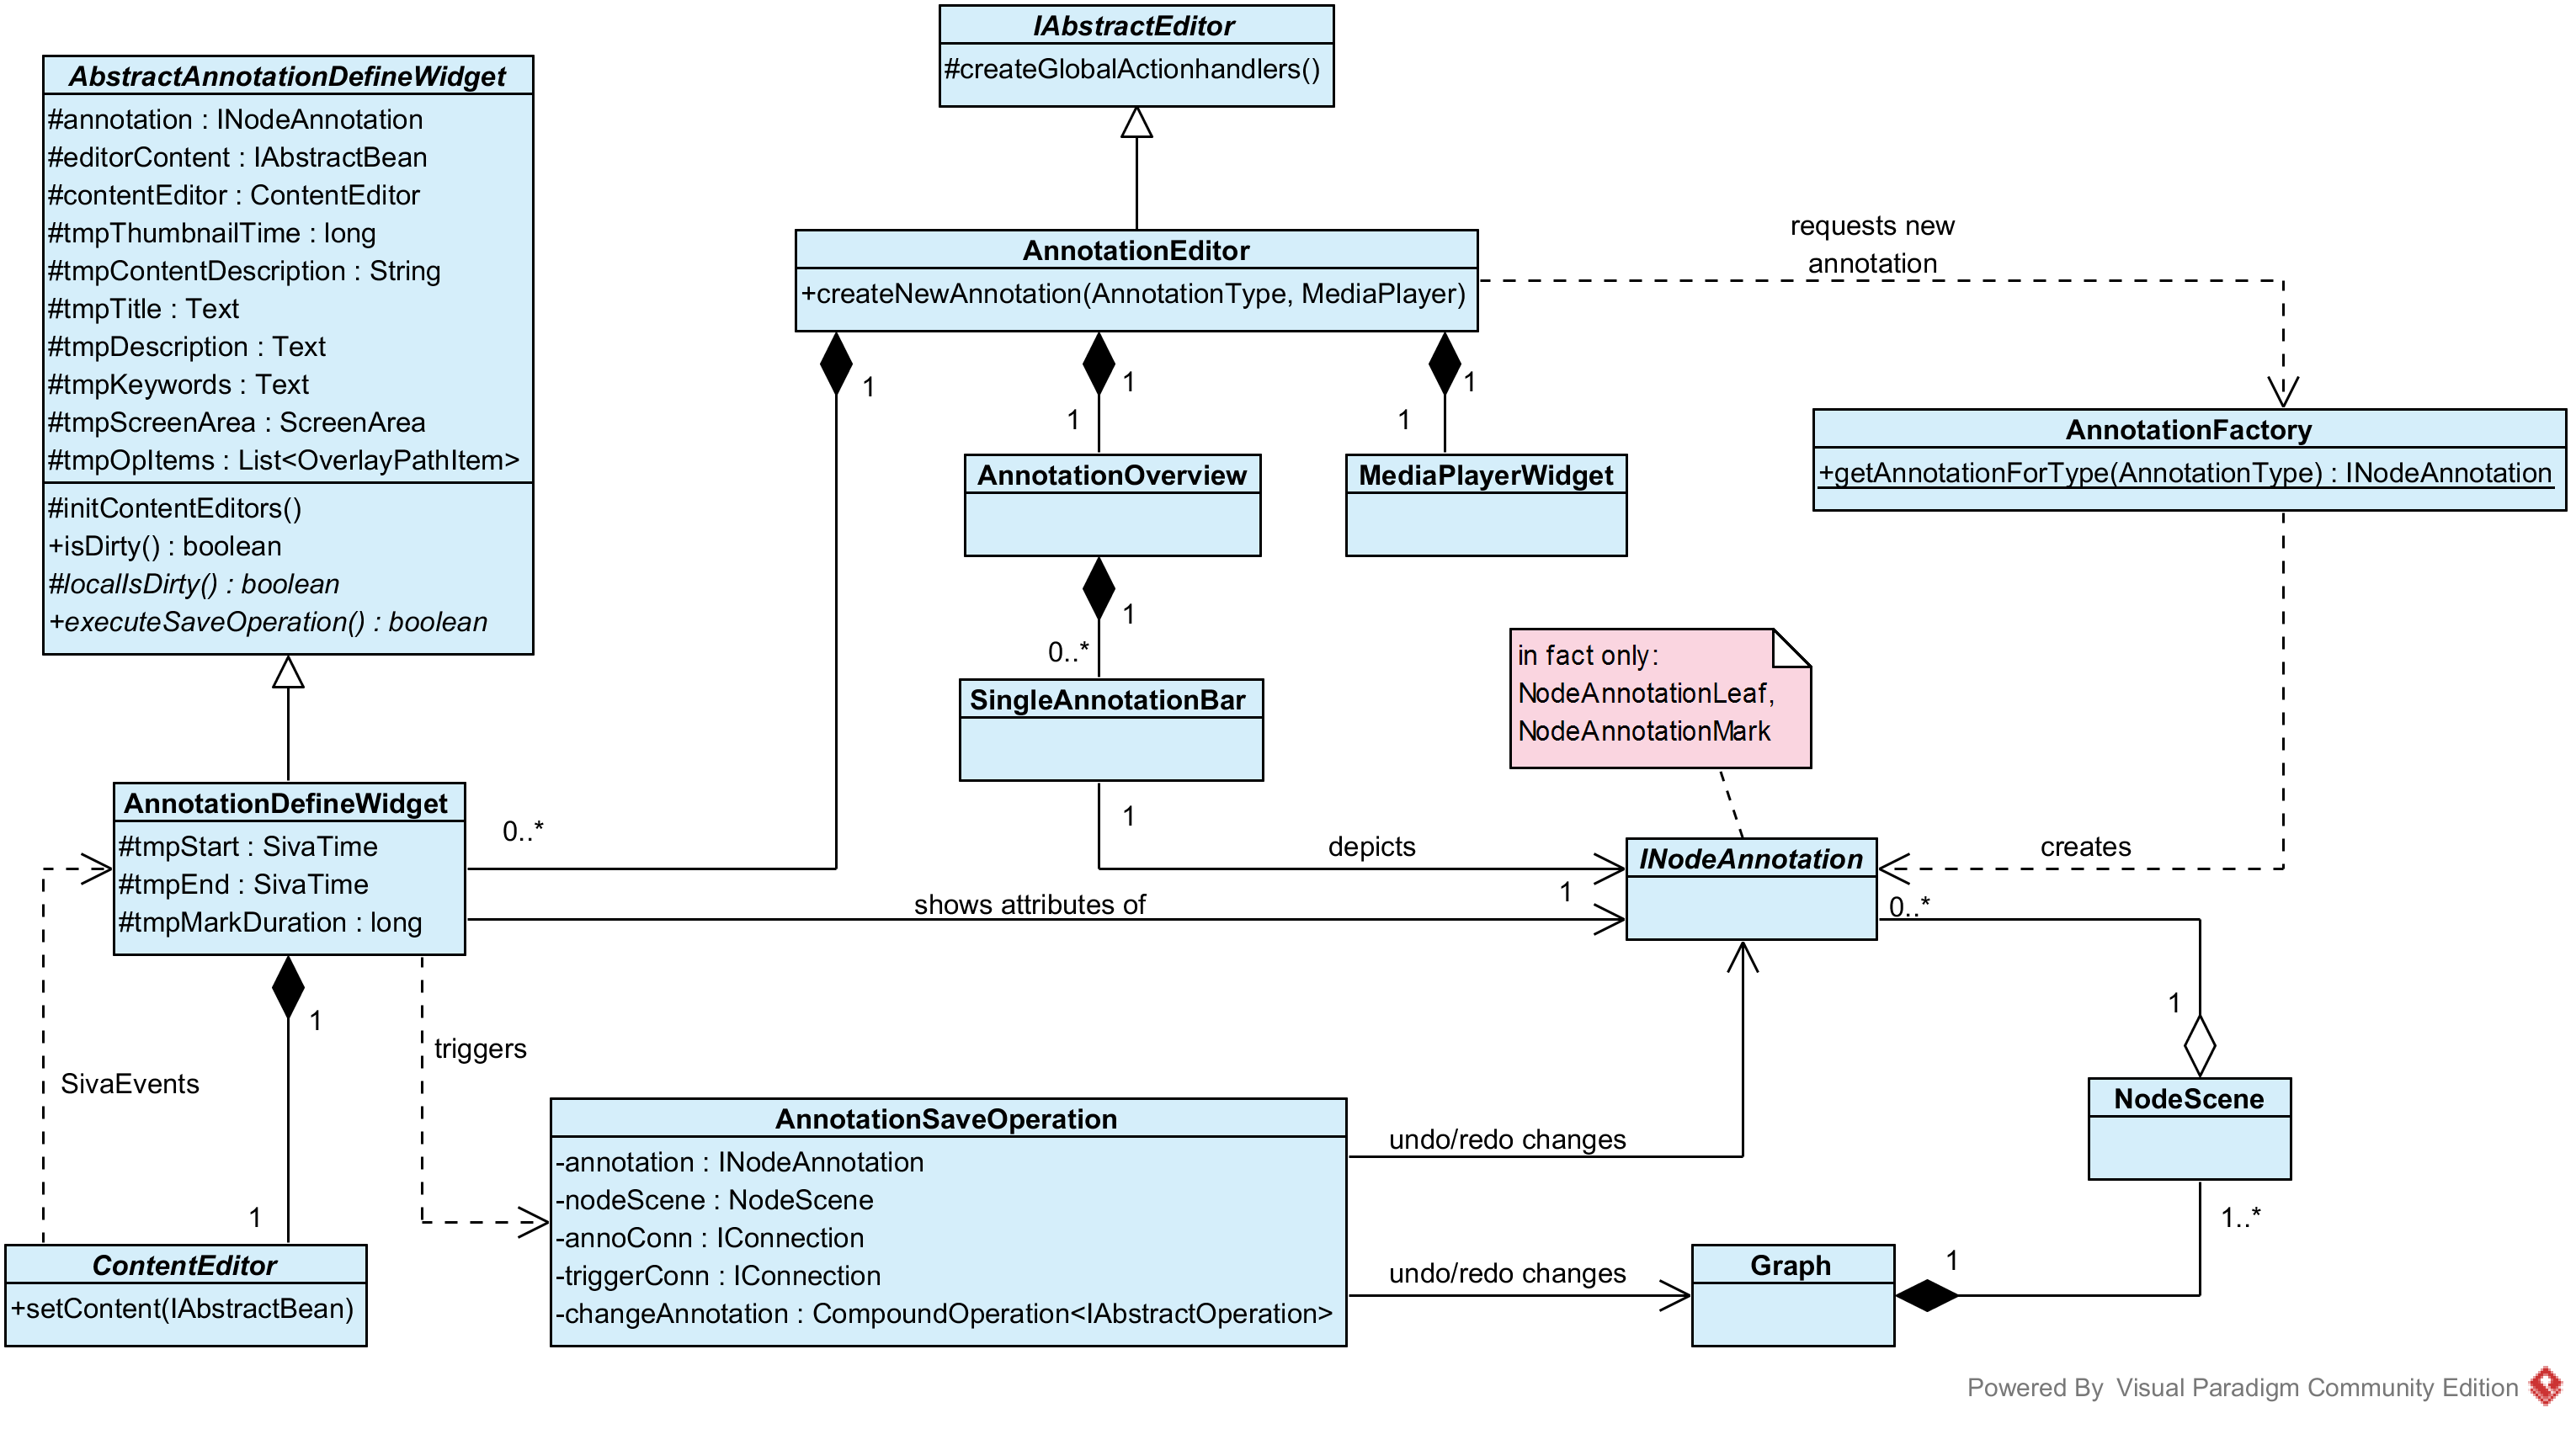 IAbstractEditor
#createGlobalActionhandlers()
AbstractAnnotationDefineWidget
#annotation : INodeAnnotation
#editorContent : IAbstractBean
#contentEditor : ContentEditor
#tmpThumbnailTime : long
#tmpContentDescription : String
#tmpTitle : Text
#tmpDescription : Text
#tmpKeywords : Text
#tmpScreenArea : ScreenArea
#tmpOpItems : List<OverlayPathItem>
#initContentEditors()
+isDirty() : boolean
#localIsDirty() : boolean
+executeSaveOperation() : boolean
AnnotationEditor
+createNewAnnotation(AnnotationType, MediaPlayer)
requests new
annotation
1
1
1
1
1
AnnotationFactory
+getAnnotationForType(AnnotationType) : INodeAnnotation
AnnotationOverview
MediaPlayerWidget
1
0..*
SingleAnnotationBar
in fact only:
NodeAnnotationLeaf,
NodeAnnotationMark
AnnotationDefineWidget
#tmpStart : SivaTime
#tmpEnd : SivaTime
#tmpMarkDuration : long
0..*
1
depicts
1
shows attributes of
INodeAnnotation
creates
0..*
1
1
triggers
SivaEvents
1
NodeScene
AnnotationSaveOperation
-annotation : INodeAnnotation
-nodeScene : NodeScene
-annoConn : IConnection
-triggerConn : IConnection
-changeAnnotation : CompoundOperation<IAbstractOperation>
undo/redo changes
undo/redo changes
1..*
1
Graph
ContentEditor
+setContent(IAbstractBean)
Powered By Visual Paradigm Community Edition